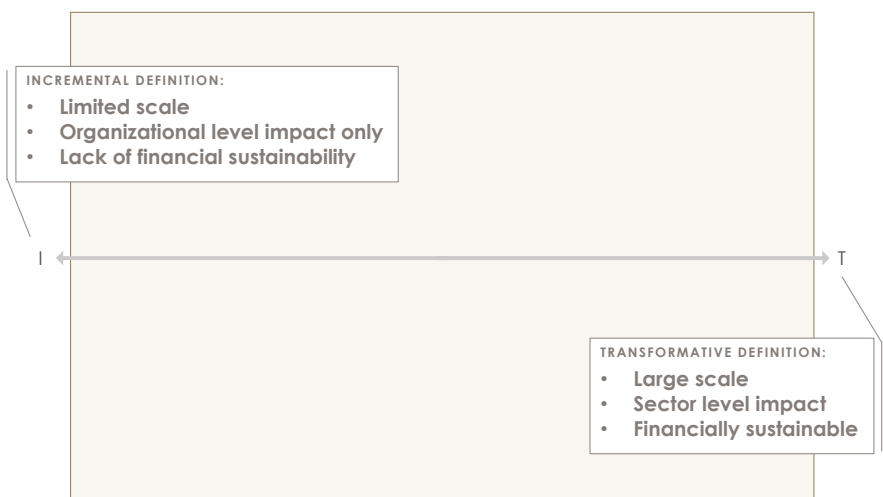 INCREMENTAL DEFINITION:
• Limited scale
• Organizational level impact only
• Lack of financial sustainability
I
T
TRANSFORMATIVE DEFINITION:
• Large scale
• Sector level impact
• Financially sustainable